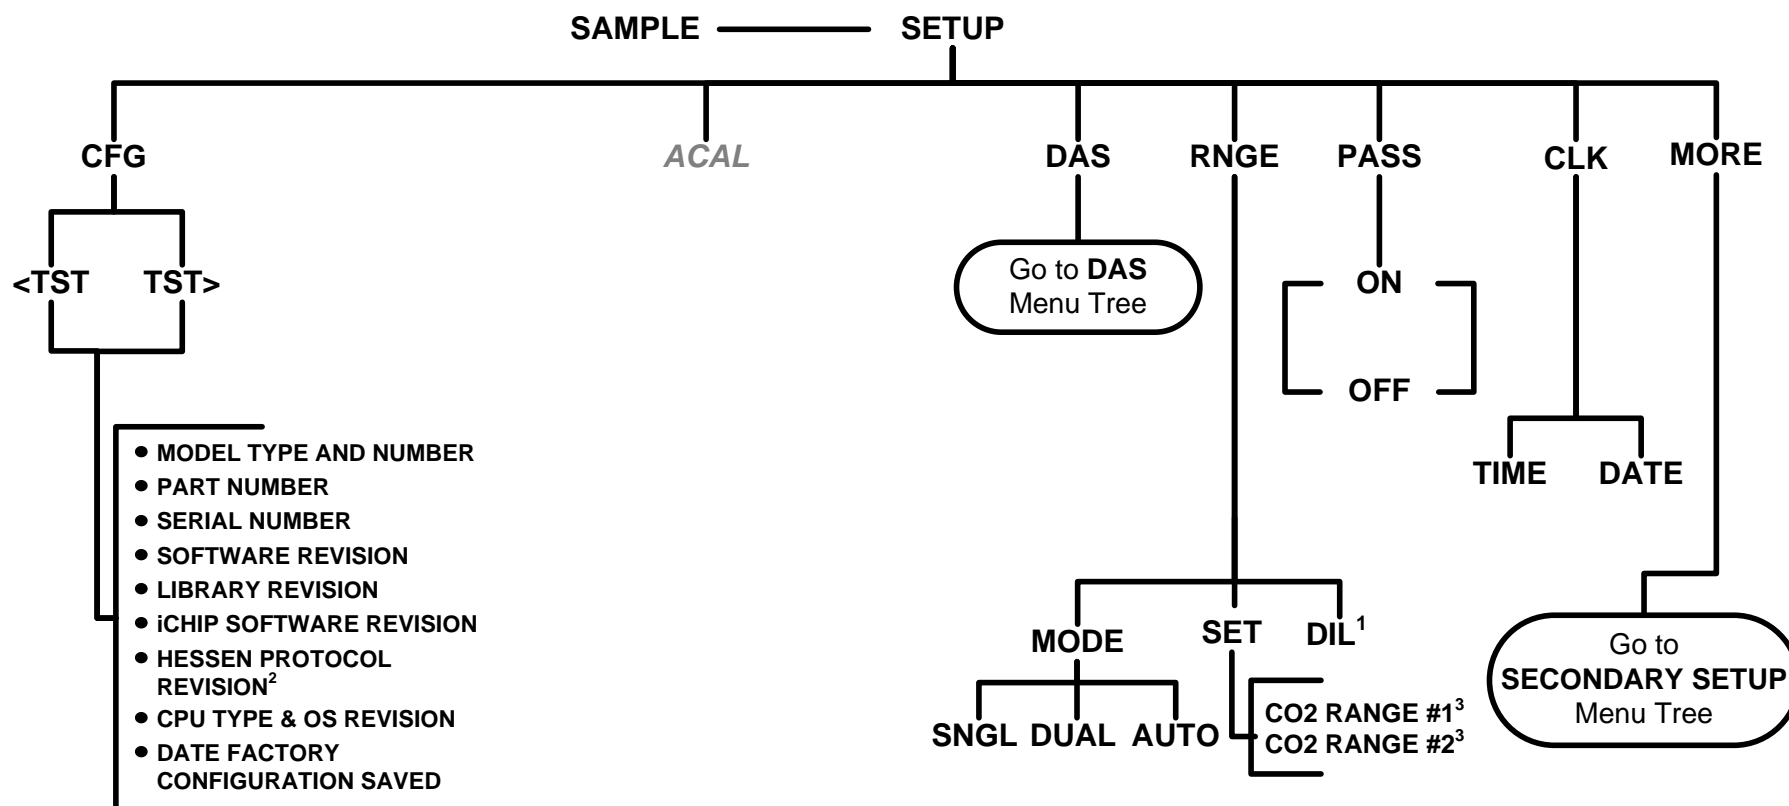 SAMPLE SETUP
CFG ACAL DAS RNGE PASS CLK MORE
<TST TST>
Go to DAS
Menu Tree
ON
OFF
• MODEL TYPE AND NUMBER
• PART NUMBER
• SERIAL NUMBER
• SOFTWARE REVISION
• LIBRARY REVISION
• iCHIP SOFTWARE REVISION
• HESSEN PROTOCOL
REVISION²
• CPU TYPE & OS REVISION
• DATE FACTORY
CONFIGURATION SAVED
TIME DATE
MODE SET DIL¹
SNGL DUAL AUTO
CO2 RANGE #1³
CO2 RANGE #2³
Go to
SECONDARY SETUP
Menu Tree